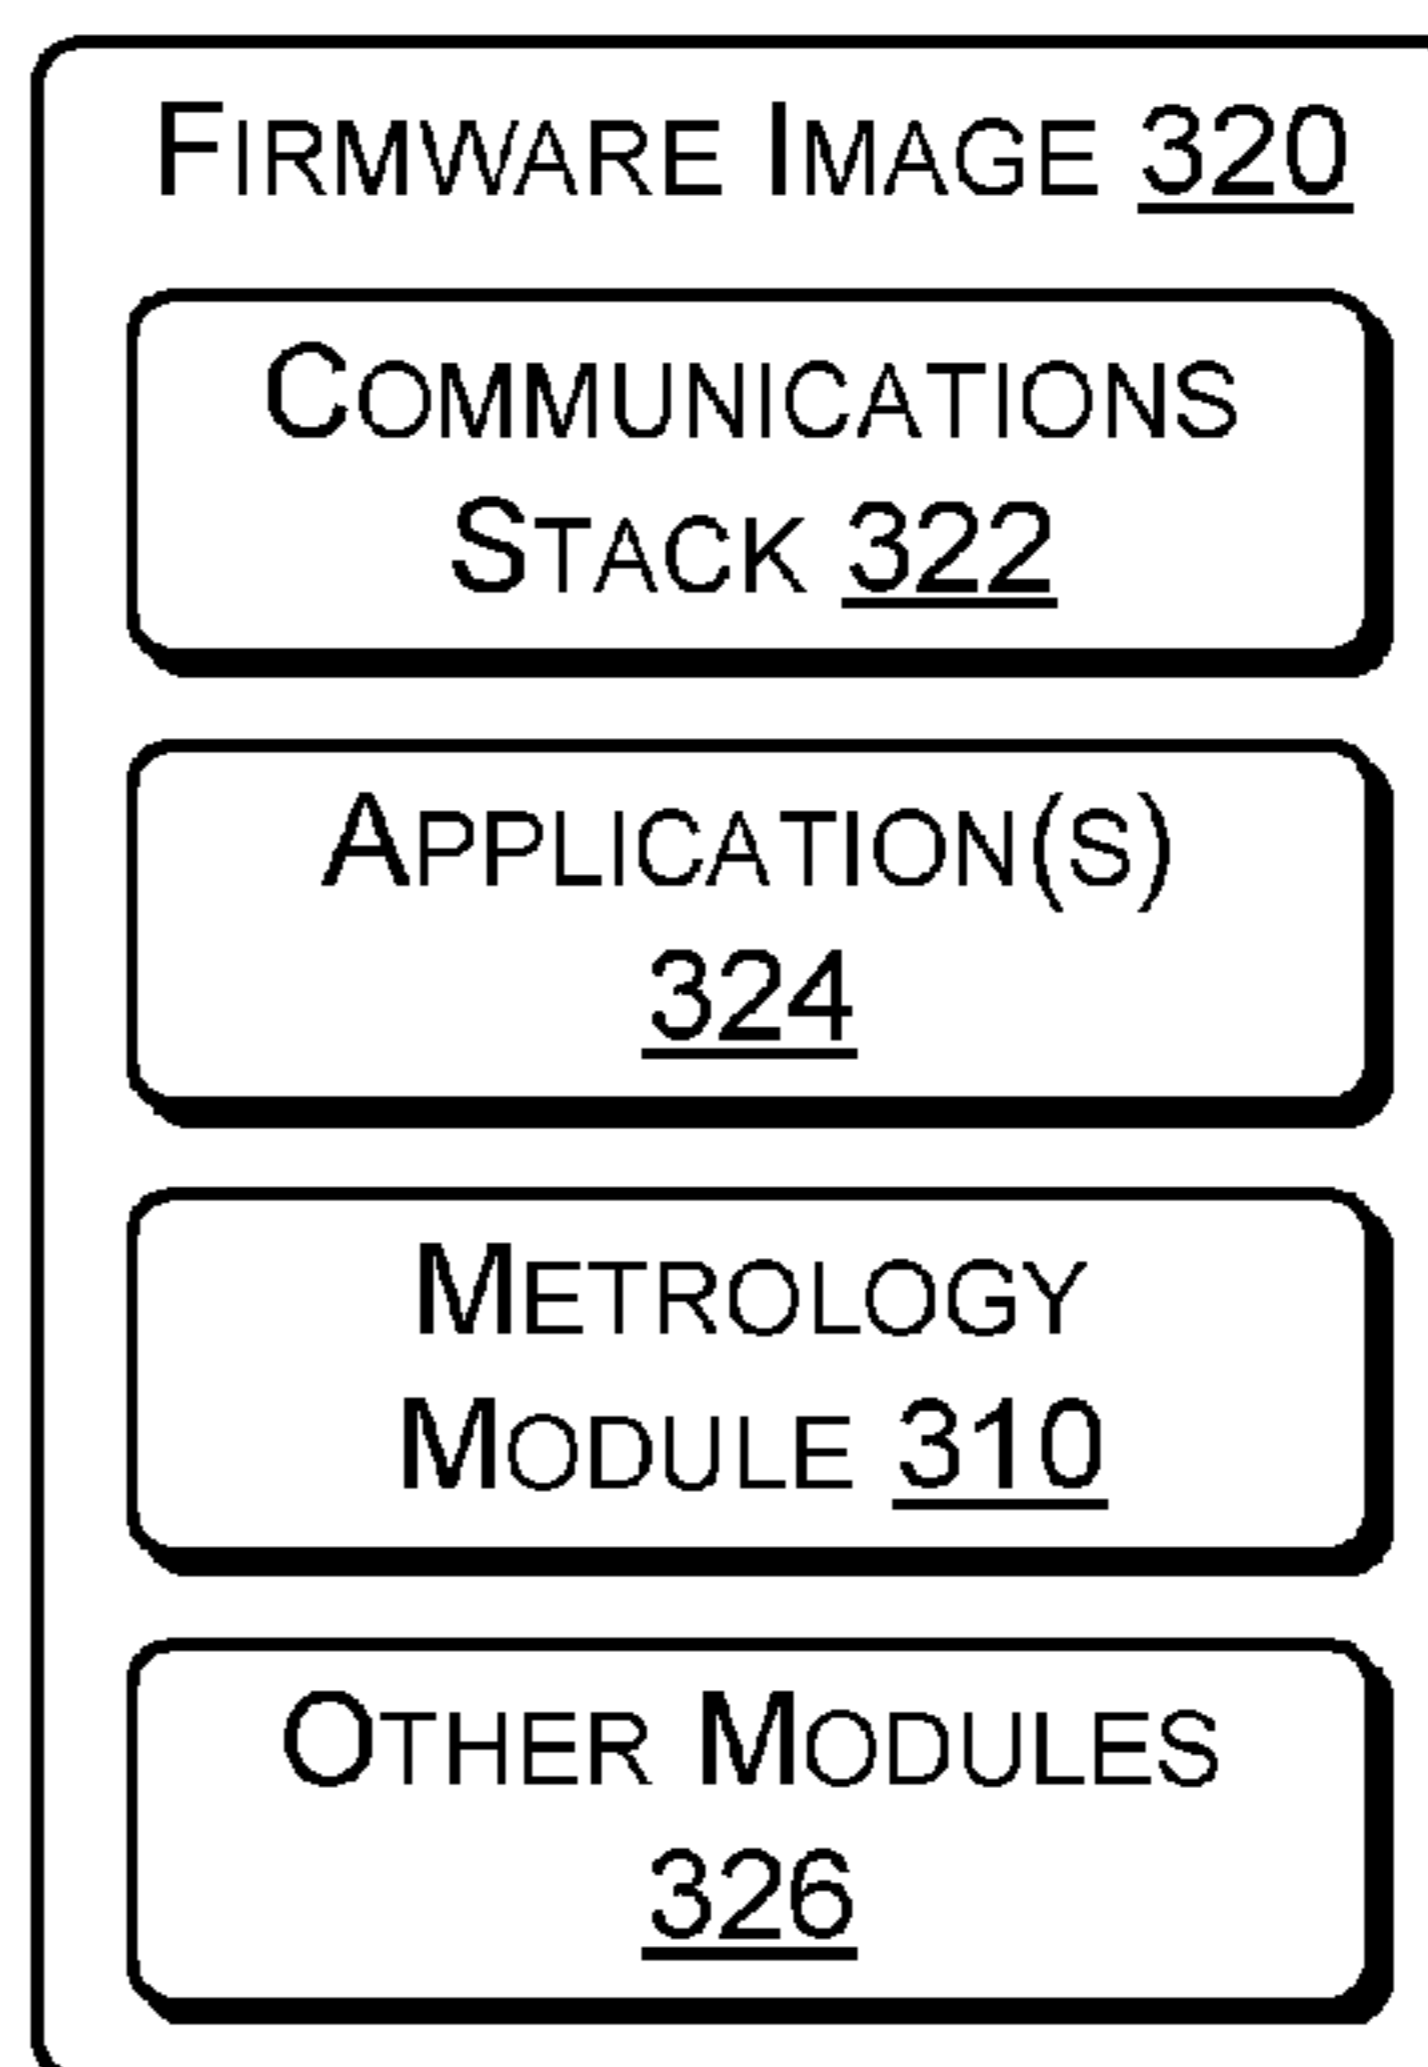 FIRMWARE IMAGE 320
COMMUNICATIONS
STACK 322
APPLICATION(S)
324
METROLOGY
MODULE 310
OTHER MODULES
326